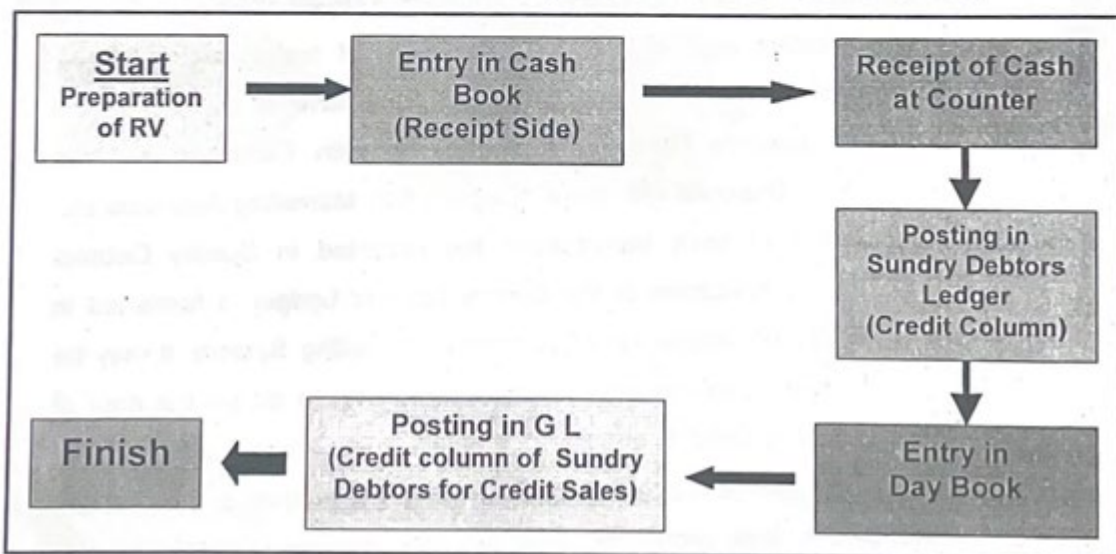 Start
Preparation
of RV
Entry in Cash
Book
(Receipt Side)
Receipt of Cash
at Counter
Posting in
Sundry Debtors
Ledger
(Credit Column)
Entry in
Day Book
Posting in G L
(Credit column of Sundry
Debtors for Credit Sales)
Finish